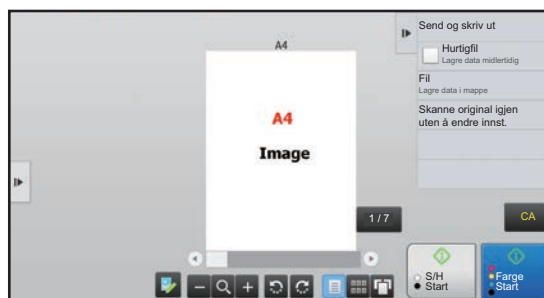 A4
A4
Image
1 / 7
Send og skriv ut
Hurtigfil
Lagre data midlertidig
Fil
Lagre data i mappe
Skanne original igjen
uten å endre innst.
CA
S/H
Start
Farge
Start